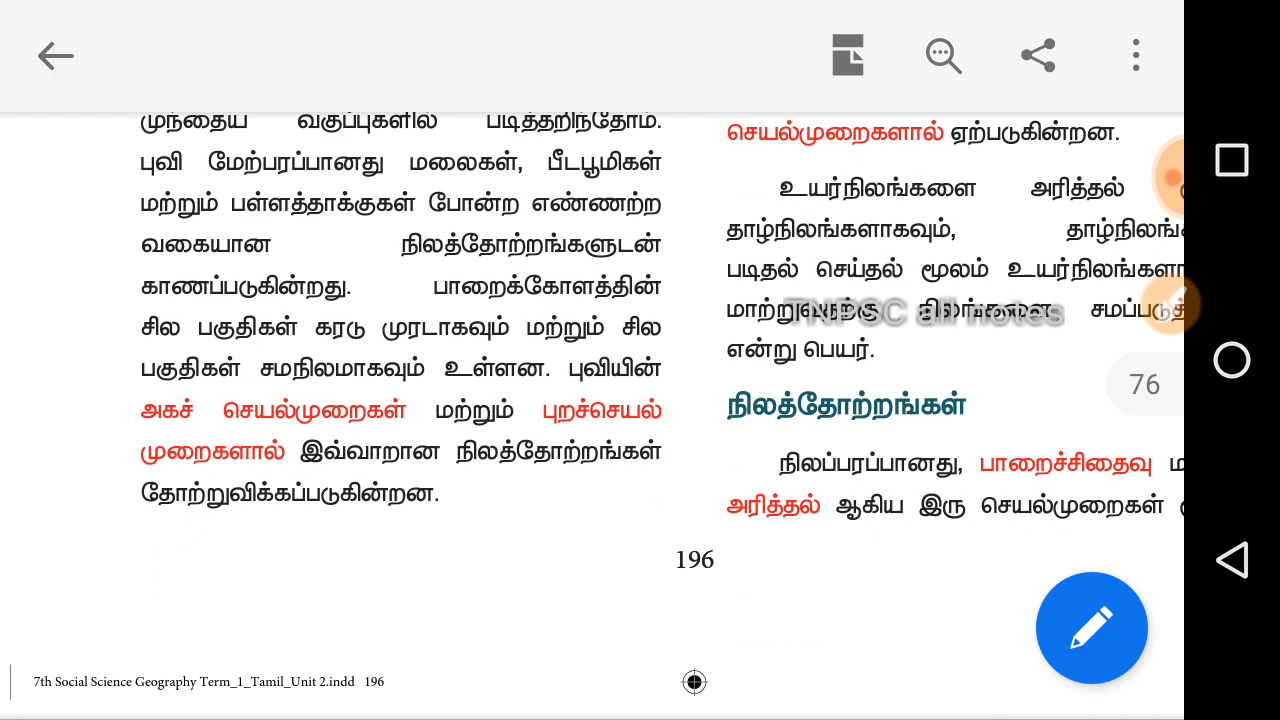 முந்தைய வகுப்புகளில் படித்தறிந்தோம்.
புவி மேற்பரப்பானது மலைகள், பீடபூமிகள்
மற்றும் பள்ளத்தாக்குகள் போன்ற எண்ணற்ற
வகையான நிலத்தோற்றங்களுடன்
காணப்படுகின்றது. பாறைக்கோளத்தின்
சில பகுதிகள் கரடு முரடாகவும் மற்றும் சில
பகுதிகள் சமநிலமாகவும் உள்ளன. புவியின்
அகச் செயல்முறைகள் மற்றும் புறச்செயல்
முறைகளால் இவ்வாறான நிலத்தோற்றங்கள்
தோற்றுவிக்கப்படுகின்றன.
செயல்முறைகளால் ஏற்படுகின்றன.
உயர்நிலங்களை அரித்தல்
தாழ்நிலங்களாகவும்,
படிதல் செய்தல் மூலம்
மாற்றுவதற்கு நிலங்களை
என்று பெயர்.
TNPSC all notes
76
நிலத்தோற்றங்கள்
நிலப்பரப்பானது, பாறைச்சிதைவு
அரித்தல் ஆகிய இரு செயல்முறைகள்
196
7th Social Science Geography Term_1_Tamil_Unit 2.indd 196